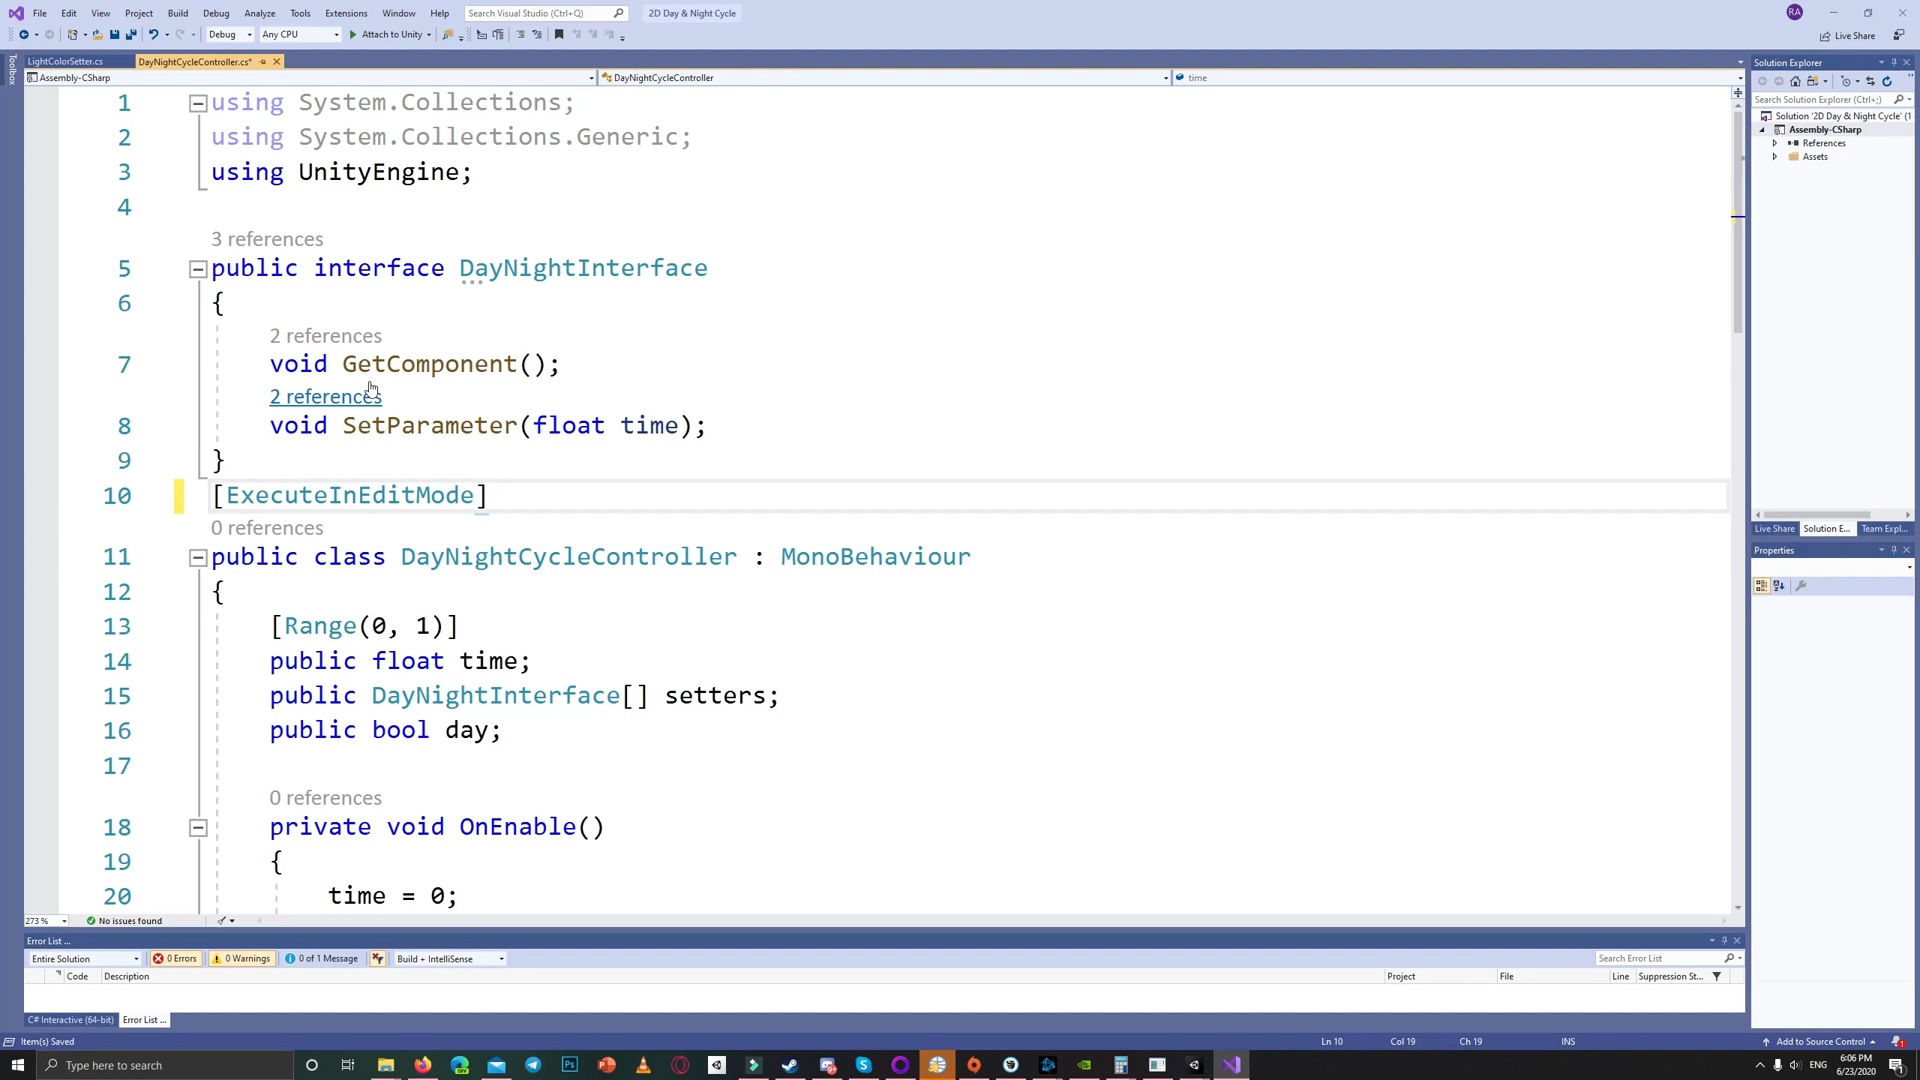 File Edit View Project Build Debug Analyze Tools Extensions Window Help Search Visual Studio (Ctrl+Q) 2D Day & Night Cycle RA
Debug Any CPU Attach to Unity Live Share
Toolbox
LightColorSetter.cs DayNightCycleController.cs*
Assembly-CSharp DayNightCycleController time
1 using System.Collections;
2 using System.Collections.Generic;
3 using UnityEngine;
4
3 references
5 public interface DayNightInterface
6 {
2 references
7 void GetComponent();
2 references
8 void SetParameter(float time);
9 }
10 [ExecuteInEditMode]
0 references
11 public class DayNightCycleController : MonoBehaviour
12 {
13 [Range(0, 1)]
14 public float time;
15 public DayNightInterface[] setters;
16 public bool day;
17
0 references
18 private void OnEnable()
19 {
20 time = 0;
273 % No issues found
Solution Explorer
Search Solution Explorer (Ctrl+;)
Solution '2D Day & Night Cycle' (1
Assembly-CSharp
References
Assets
Live Share Solution E... Team Expl...
Properties
Error List ...
Entire Solution 0 Errors 0 Warnings 0 of 1 Message Build + IntelliSense Search Error List
Code Description Project File Line Suppression St...
C# Interactive (64-bit) Error List ...
Item(s) Saved Ln 10 Col 19 Ch 19 INS Add to Source Control
Type here to search ENG 6:06 PM
6/23/2020